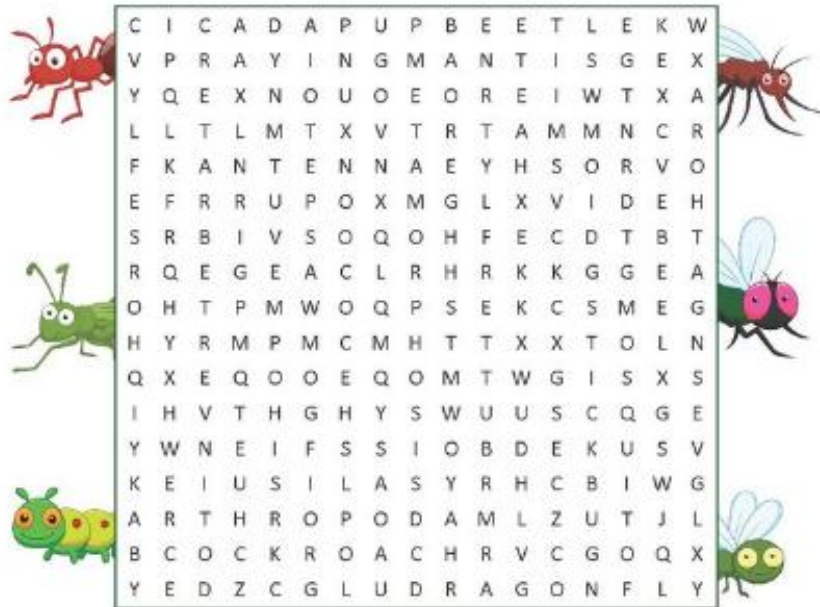 C I C A D A P U P B E E T L E K W
V P R A Y I N G M A N T I S G E X
Y Q E X N O U O E O R E I W T X A
L L T L M T X V T R T A M M N C R
F K A N T E N N A E Y H S O R V O
E F R R U P O X M G L X V I D E H
S R B I V S O Q O H F E C D T B T
R Q E G E A C L R H R K K G G E A
O H T P M W O Q P S E K C S M E G
H Y R M P M C M H T T X X T O L N
Q X E Q O O E Q O M T W G I S X S
I H V T H G H Y S W U U S C Q G E
Y W N E I F S S I O B D E K U S V
K E I U S I L A S Y R H C B I W G
A R T H R O P O D A M L Z U T J L
B C O C K R O A C H R V C G O Q X
Y E D Z C G L U D R A G O N F L Y